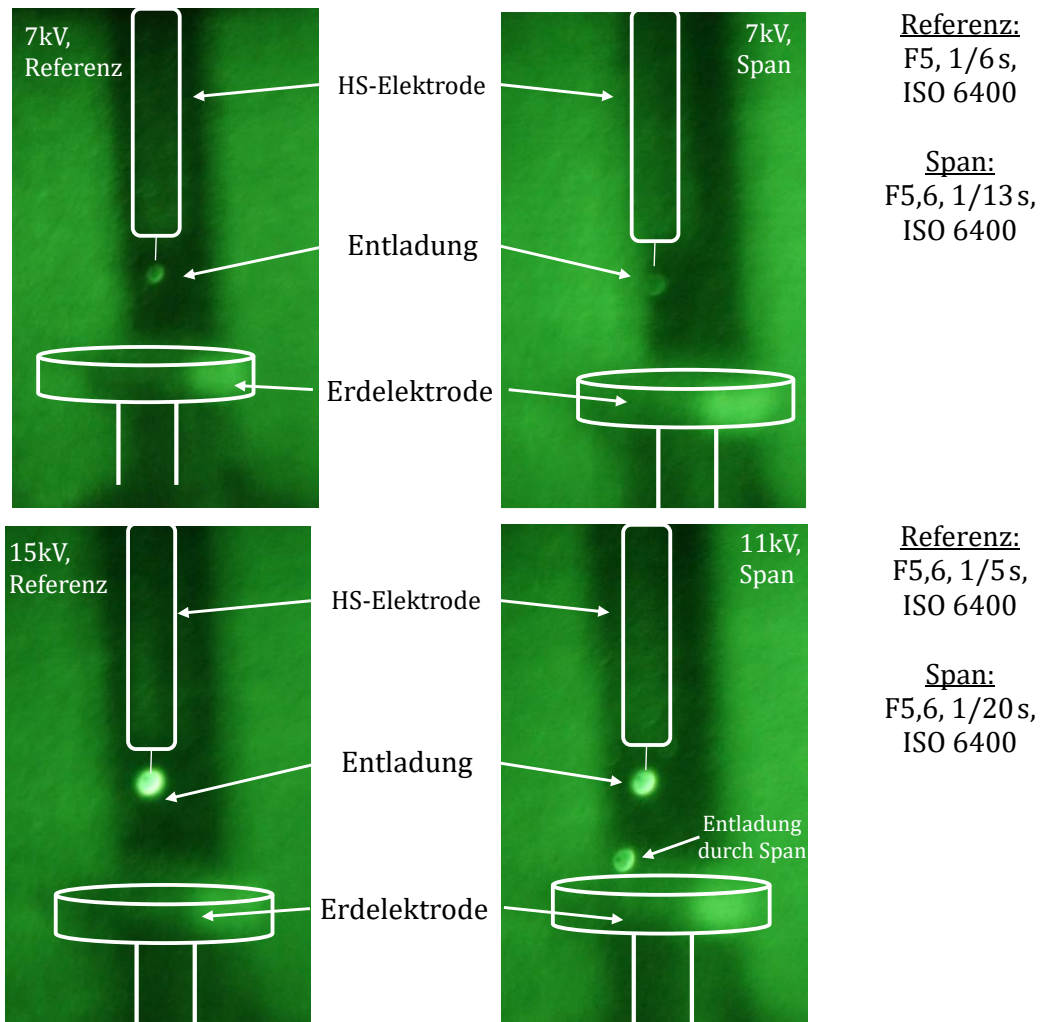 7kV,
Referenz
HS-Elektrode
7kV,
Span
Entladung
Erdelektrode
Referenz:
F5, 1/6 s,
ISO 6400
Span:
F5,6, 1/13 s,
ISO 6400
15kV,
Referenz
HS-Elektrode
11kV,
Span
Entladung
Entladung
durch Span
Erdelektrode
Referenz:
F5,6, 1/5 s,
ISO 6400
Span:
F5,6, 1/20 s,
ISO 6400